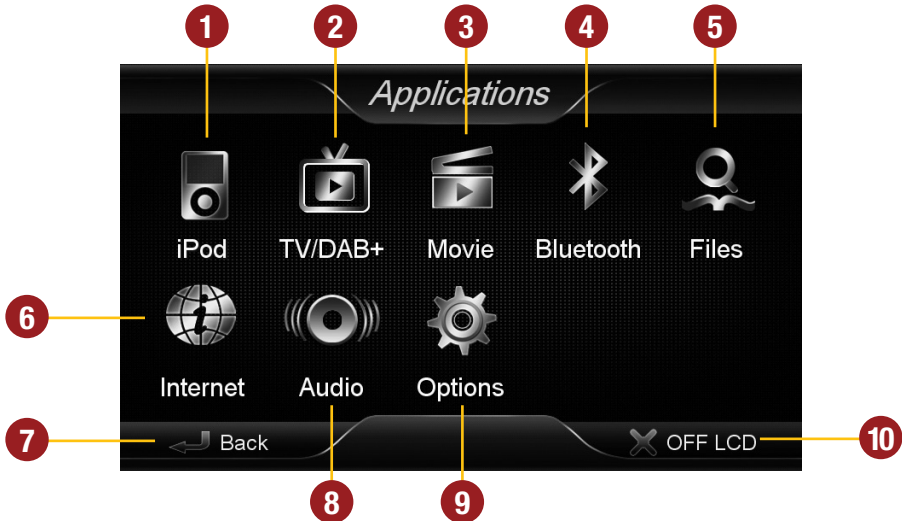 1 2 3 4 5
Applications
iPod TV/DAB+ Movie Bluetooth Files
6
Internet Audio Options
7 Back OFF LCD 10
8 9